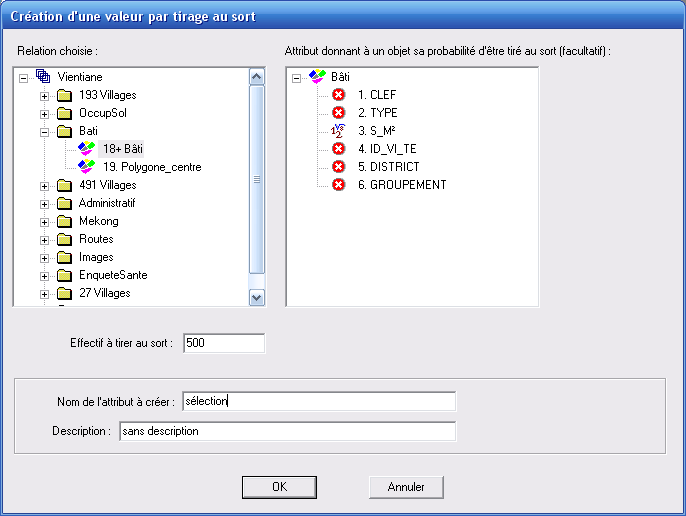 Création d'une valeur par tirage au sort
Relation choisie :
Vientiane
193 Villages
OccupSol
Bati
18+ Bâti
19. Polygone_centre
491 Villages
Administratif
Mekong
Routes
Images
EnqueteSante
27 Villages
Attribut donnant à un objet sa probabilité d'être tiré au sort (facultatif) :
Bâti
1. CLEF
2. TYPE
3. S_M²
4. ID_VI_TE
5. DISTRICT
6. GROUPEMENT
Effectif à tirer au sort : 500
Nom de l'attribut à créer : sélection
Description : sans description
OK Annuler